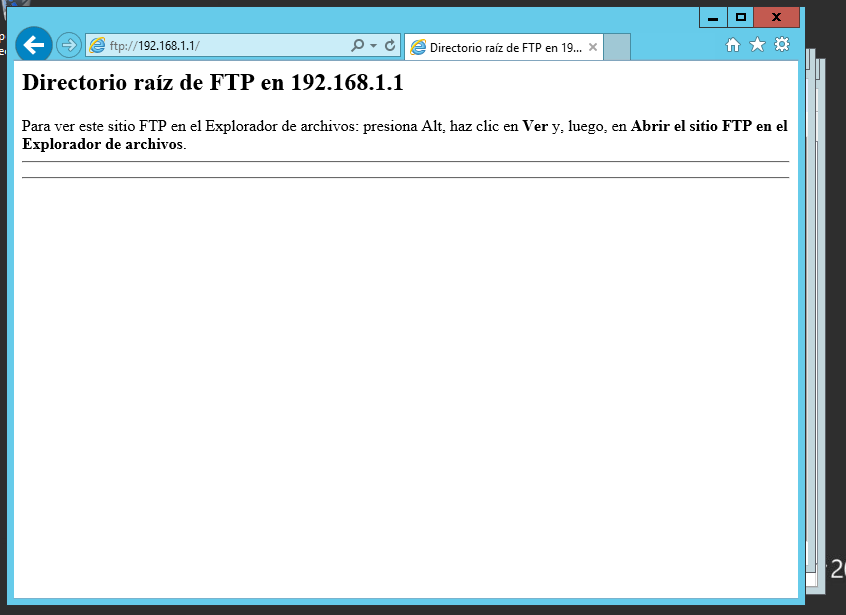 ftp://192.168.1.1/
Directorio raíz de FTP en 19...
Directorio raíz de FTP en 192.168.1.1
Para ver este sitio FTP en el Explorador de archivos: presiona Alt, haz clic en Ver y, luego, en Abrir el sitio FTP en el
Explorador de archivos.